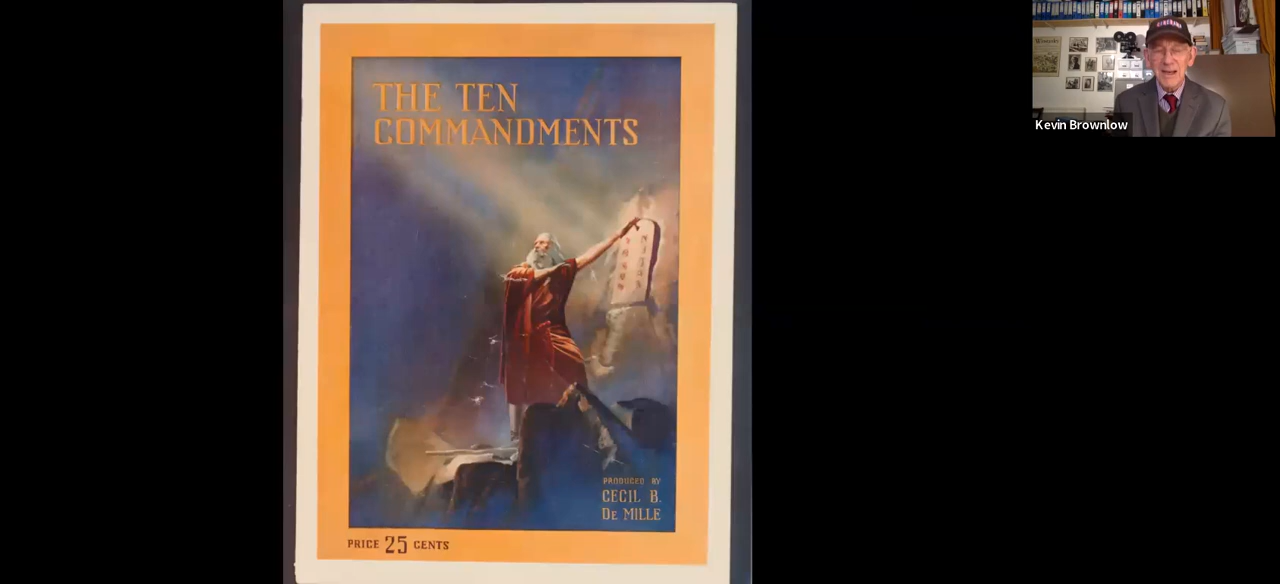 THE TEN
COMMANDMENTS
PRODUCED BY
CECIL B.
DE MILLE
PRICE 25 CENTS
Kevin Brownlow